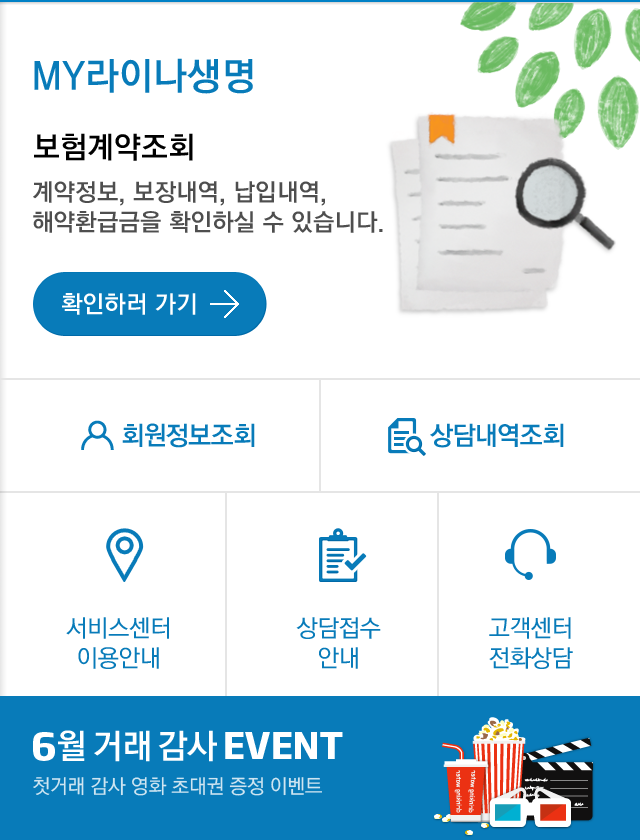 MY라이나생명
보험계약조회
계약정보, 보장내역, 납입내역,
해약환급금을 확인하실 수 있습니다.
확인하러 가기
회원정보조회
상담내역조회
서비스센터
이용안내
상담접수
안내
고객센터
전화상담
6월 거래 감사 EVENT
첫거래 감사 영화 초대권 증정 이벤트